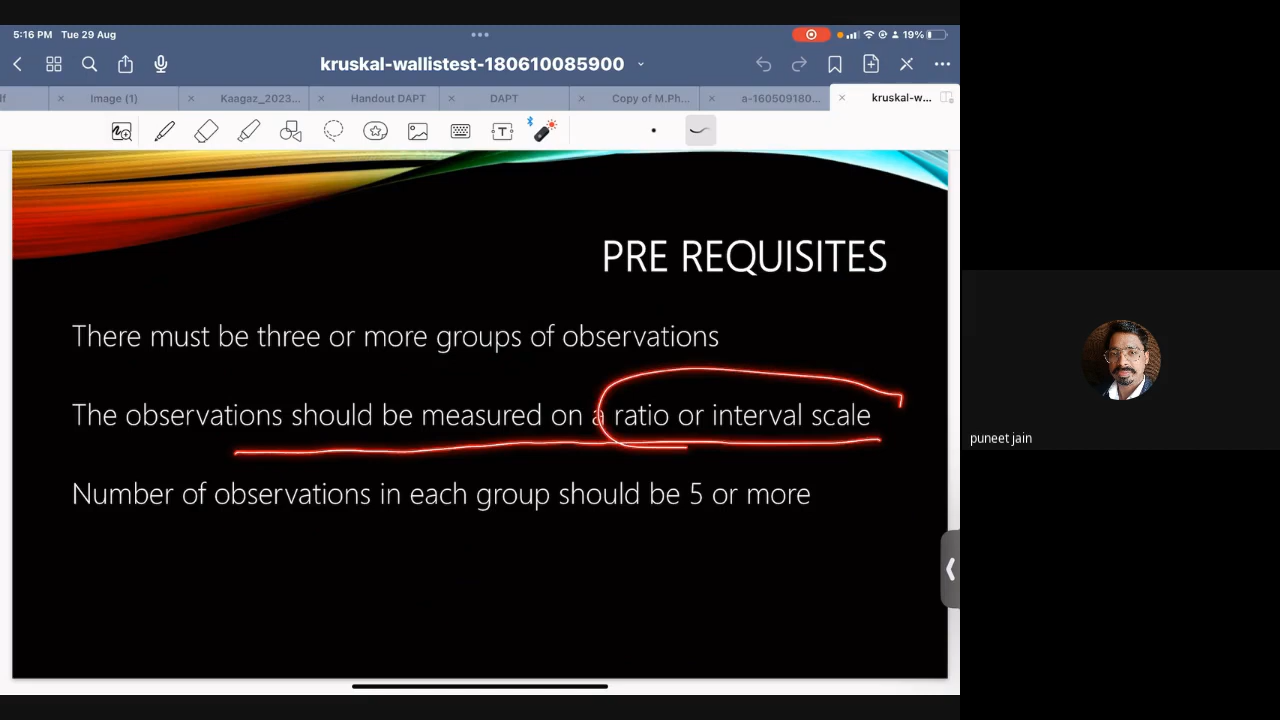 5:16 PM Tue 29 Aug
19%
kruskal-wallistest-180610085900
lf
Image (1)
Kaagaz_2023...
Handout DAPT
DAPT
Copy of M.Ph...
a-160509180...
kruskal-w...
T
PRE REQUISITES
There must be three or more groups of observations
The observations should be measured on a ratio or interval scale
Number of observations in each group should be 5 or more
puneet jain